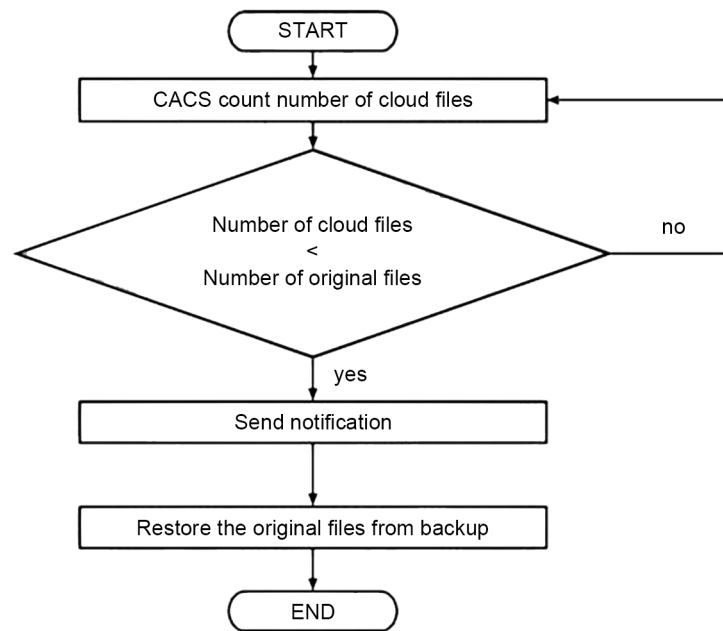 START
CACS count number of cloud files
Number of cloud files
<
Number of original files
no
yes
Send notification
Restore the original files from backup
END